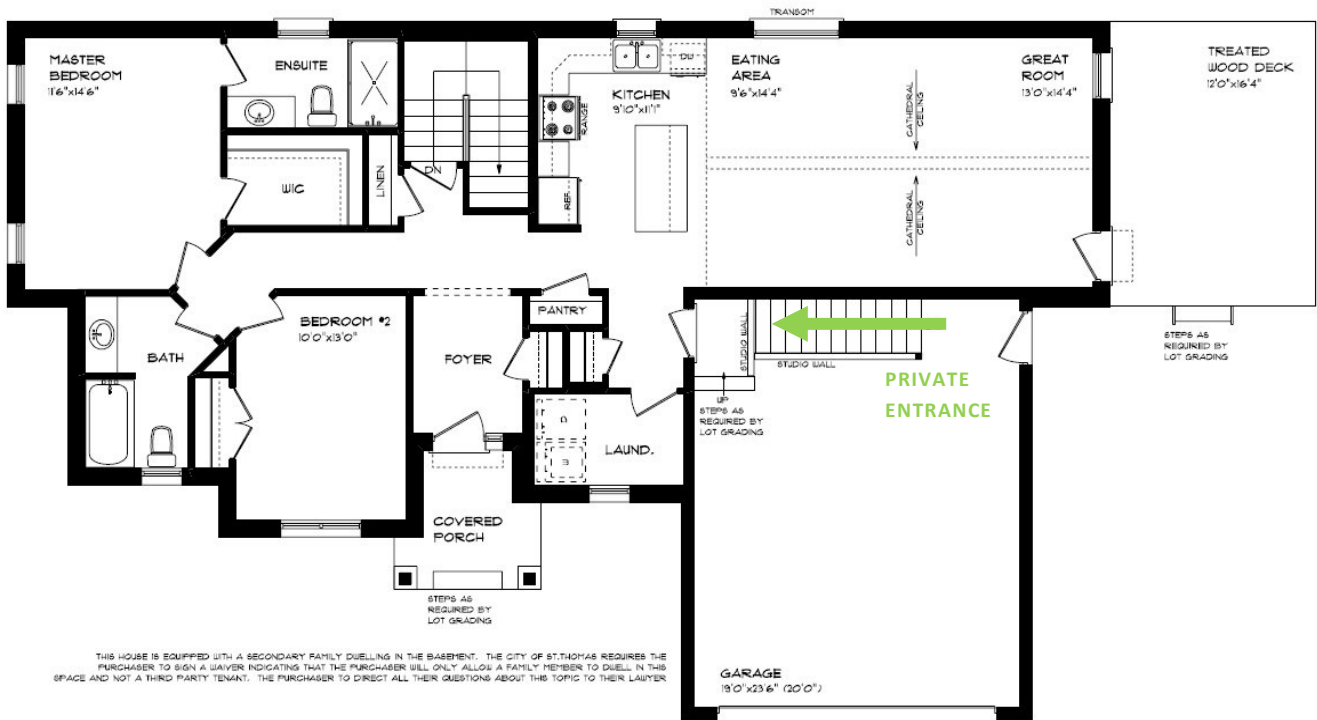 TRANSOM
MASTER
BEDROOM
11'6"x14'6"
ENSUITE
KITCHEN
9'10"x11'1"
DW
EATING
AREA
9'6"x14'4"
GREAT
ROOM
13'0"x14'4"
TREATED
WOOD DECK
12'0"x16'4"
RANGE
CATHEDRAL
CEILING
WIC
LINEN
DN
REF.
CATHEDRAL
CEILING
PANTRY
BEDROOM #2
10'0"x13'0"
BATH
FOYER
STUDIO WALL
STUDIO WALL
STEPS AS
REQUIRED BY
LOT GRADING
PRIVATE
ENTRANCE
UP
STEPS AS
REQUIRED BY
LOT GRADING
D
LAUND.
COVERED
PORCH
STEPS AS
REQUIRED BY
LOT GRADING
THIS HOUSE IS EQUIPPED WITH A SECONDARY FAMILY DWELLING IN THE BASEMENT. THE CITY OF ST.THOMAS REQUIRES THE
PURCHASER TO SIGN A WAIVER INDICATING THAT THE PURCHASER WILL ONLY ALLOW A FAMILY MEMBER TO DWELL IN THIS
SPACE AND NOT A THIRD PARTY TENANT. THE PURCHASER TO DIRECT ALL THEIR QUESTIONS ABOUT THIS TOPIC TO THEIR LAWYER
GARAGE
19'0"x23'6" (20'0")